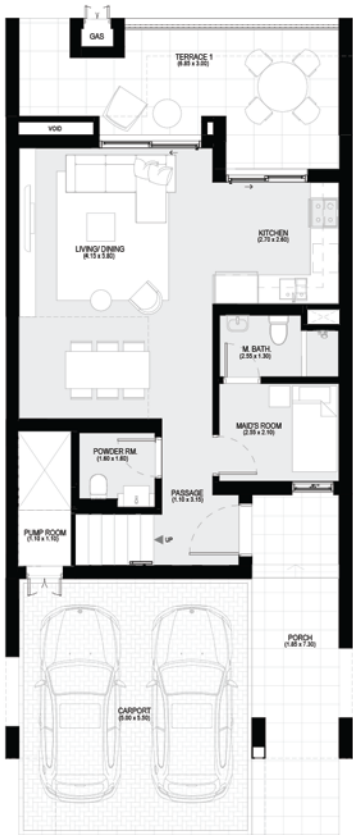 GAS
TERRACE 1
(6.85 x 3.00)
VOID
LIVING/ DINING
(4.15 x 5.80)
KITCHEN
(2.70 x 2.60)
M. BATH.
(2.55 x 1.30)
MAID'S ROOM
(2.55 x 2.10)
POWDER RM.
(1.60 x 1.60)
PASSAGE
(1.10 x 3.15)
PUMP ROOM
(1.10 x 1.10)
UP
PORCH
(1.85 x 7.30)
CARPORT
(5.00 x 5.50)